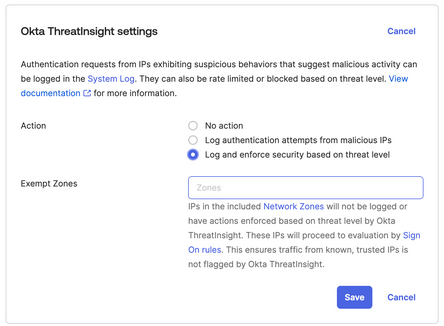 Okta ThreatInsight settings
Cancel
Authentication requests from IPs exhibiting suspicious behaviors that suggest malicious activity can
be logged in the System Log. They can also be rate limited or blocked based on threat level. View
documentation for more information.
Action
No action
Log authentication attempts from malicious IPs
Log and enforce security based on threat level
Exempt Zones
Zones
IPs in the included Network Zones will not be logged or
have actions enforced based on threat level by Okta
ThreatInsight. These IPs will proceed to evaluation by Sign
On rules. This ensures traffic from known, trusted IPs is
not flagged by Okta ThreatInsight.
Save
Cancel